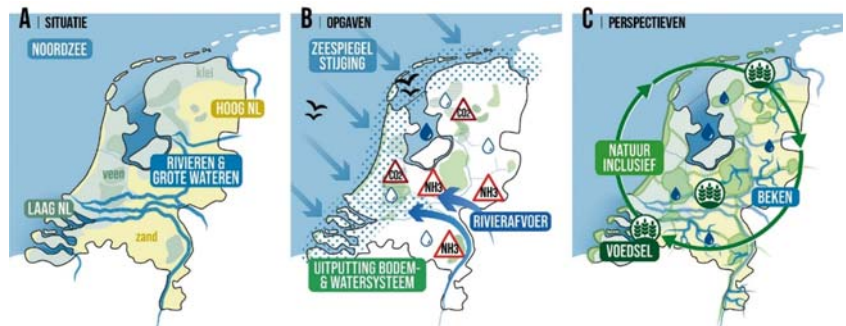 A | SITUATIE
NOORDZEE
klei
HOOG NL
RIVIEREN &
GROTE WATEREN
veen
LAAG NL
zand
B | OPGAVEN
ZEESPIEGEL
STIJGING
CO2
CO2
NH3
NH3
RIVIERAFVOER
NH3
UITPUTTING BODEM-
& WATERSYSTEEM
C | PERSPECTIEVEN
NATUUR
INCLUSIEF
BEKEN
VOEDSEL